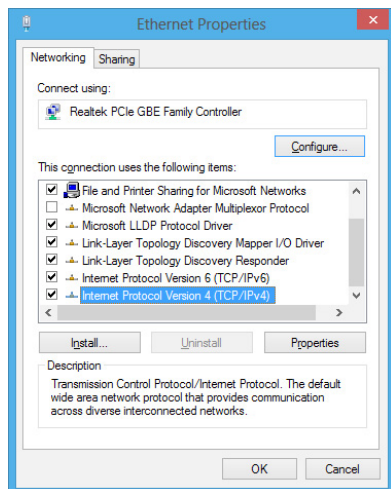 Ethernet Properties
Networking
Sharing
Connect using:
Realtek PCIe GBE Family Controller
Configure...
This connection uses the following items:
File and Printer Sharing for Microsoft Networks
Microsoft Network Adapter Multiplexor Protocol
Microsoft LLDP Protocol Driver
Link-Layer Topology Discovery Mapper I/O Driver
Link-Layer Topology Discovery Responder
Internet Protocol Version 6 (TCP/IPv6)
Internet Protocol Version 4 (TCP/IPv4)
Install...
Uninstall
Properties
Description
Transmission Control Protocol/Internet Protocol. The default
wide area network protocol that provides communication
across diverse interconnected networks.
OK
Cancel